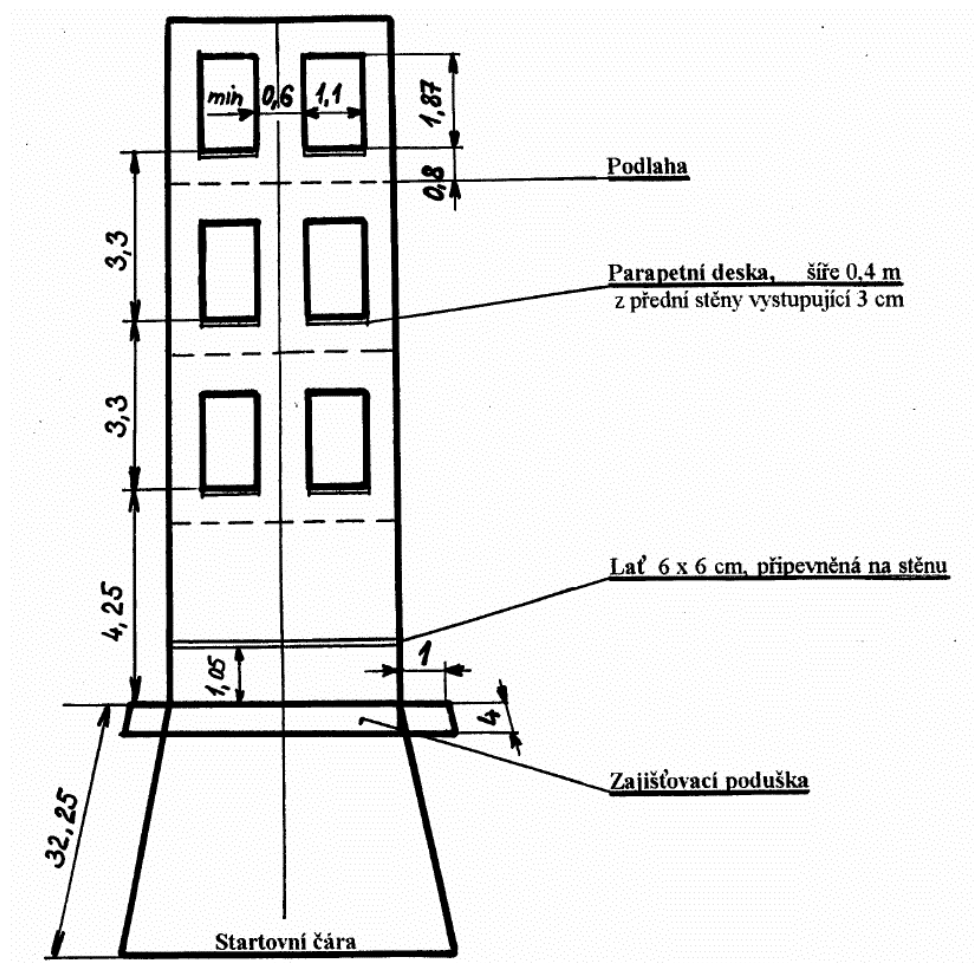 min 0,6 1,1
1,87
0,8
Podlaha
3,3
Parapetní deska, šíře 0,4 m
z přední stěny vystupující 3 cm
3,3
Lať 6 x 6 cm, připevněná na stěnu
4,25
1,05
1
4
Zajišťovací poduška
32,25
Startovní čára